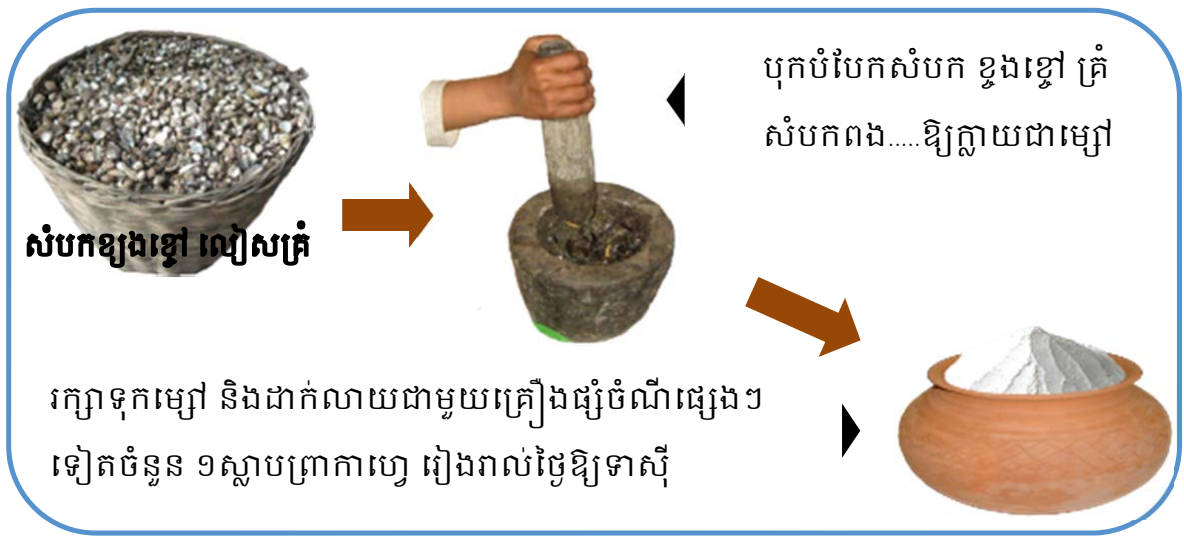 បុកបំបែកសំបក ខ្ចងខ្ចៅ គ្រំ
សំបកពង.....ឱ្យក្លាយជាម្សៅ
សំបកខ្យងខ្ចៅ លៀសគ្រំ
រក្សាទុកម្សៅ និងដាក់លាយជាមួយគ្រឿងផ្សំចំណីផ្សេងៗ
ទៀតចំនួន ១ស្លាបព្រាកាហ្វេ រៀងរាល់ថ្ងៃឱ្យទាស៊ី